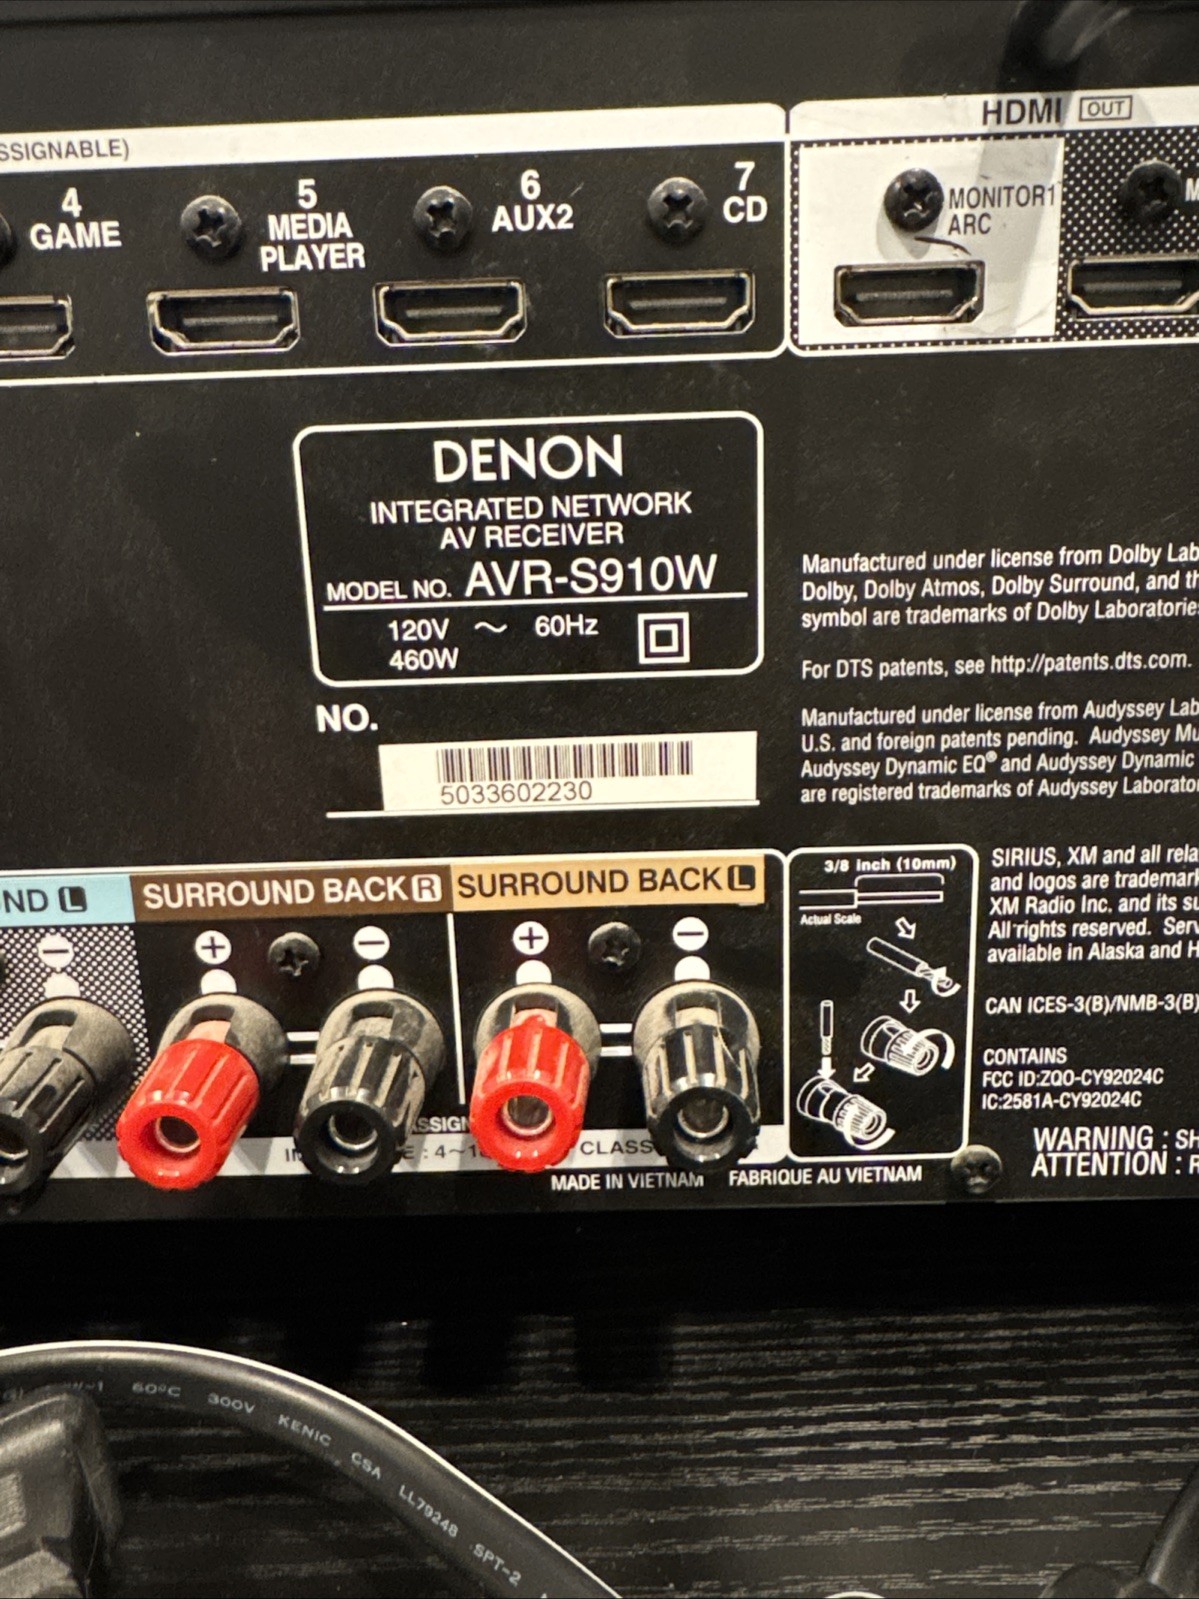 SSIGNABLE)
4
GAME
5
MEDIA
PLAYER
6
AUX2
7
CD
HDMI OUT
MONITOR1
ARC
M
DENON
INTEGRATED NETWORK
AV RECEIVER
MODEL NO. AVR-S910W
120V ~ 60Hz
460W
NO.
5033602230
Manufactured under license from Dolby Lab
Dolby, Dolby Atmos, Dolby Surround, and th
symbol are trademarks of Dolby Laboratories
For DTS patents, see http://patents.dts.com.
Manufactured under license from Audyssey Lab
U.S. and foreign patents pending. Audyssey Mu
Audyssey Dynamic EQ® and Audyssey Dynamic
are registered trademarks of Audyssey Laborato
SIRIUS, XM and all rela
and logos are trademark
XM Radio Inc. and its su
All rights reserved. Serv
available in Alaska and H
CAN ICES-3(B)/NMB-3(B)
CONTAINS
FCC ID:ZQO-CY92024C
IC:2581A-CY92024C
WARNING : S
ATTENTION : R
3/8 inch (10mm)
Actual Scale
ND L
SURROUND BACK R
SURROUND BACK L
− + − + −
ASSIGN
: 4~1
CLASS
MADE IN VIETNAM FABRIQUE AU VIETNAM
60°C 300V KENIC CSA LL79248 SPT-2